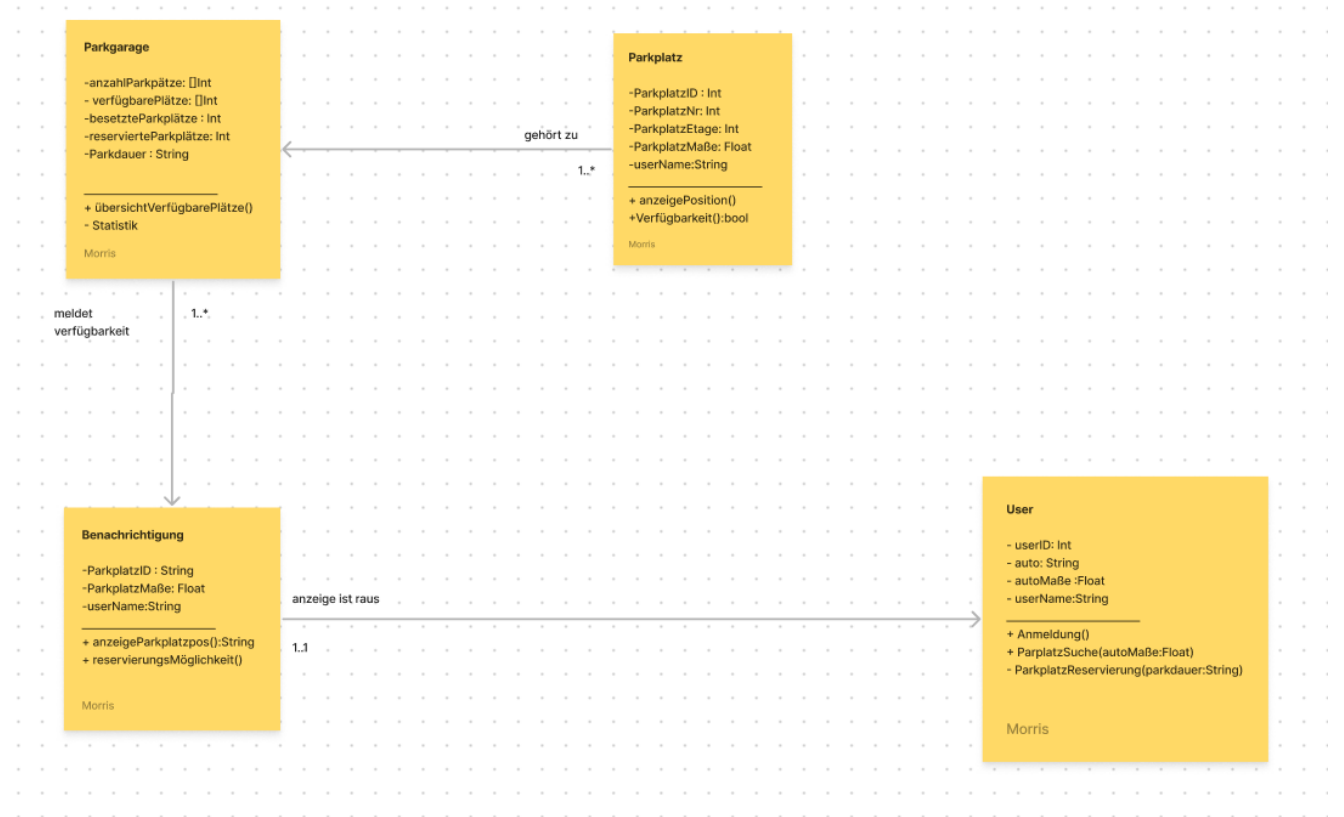 Parkgarage
-anzahlParkpätze: []Int
- verfügbarePlätze: []Int
-besetzteParkplätze : Int
-reservierteParkplätze: Int
-Parkdauer : String
+ übersichtVerfügbarePlätze()
- Statistik
Morris
gehört zu
1..*
Parkplatz
-ParkplatzID : Int
-ParkplatzNr: Int
-ParkplatzEtage: Int
-ParkplatzMaße: Float
-userName:String
+ anzeigePosition()
+Verfügbarkeit():bool
Morris
meldet
verfügbarkeit
1..*
Benachrichtigung
-ParkplatzID : String
-ParkplatzMaße: Float
-userName:String
+ anzeigeParkplatzpos():String
+ reservierungsMöglichkeit()
Morris
anzeige ist raus
1..1
User
- userID: Int
- auto: String
- autoMaße :Float
- userName:String
+ Anmeldung()
+ ParplatzSuche(autoMaße:Float)
- ParkplatzReservierung(parkdauer:String)
Morris